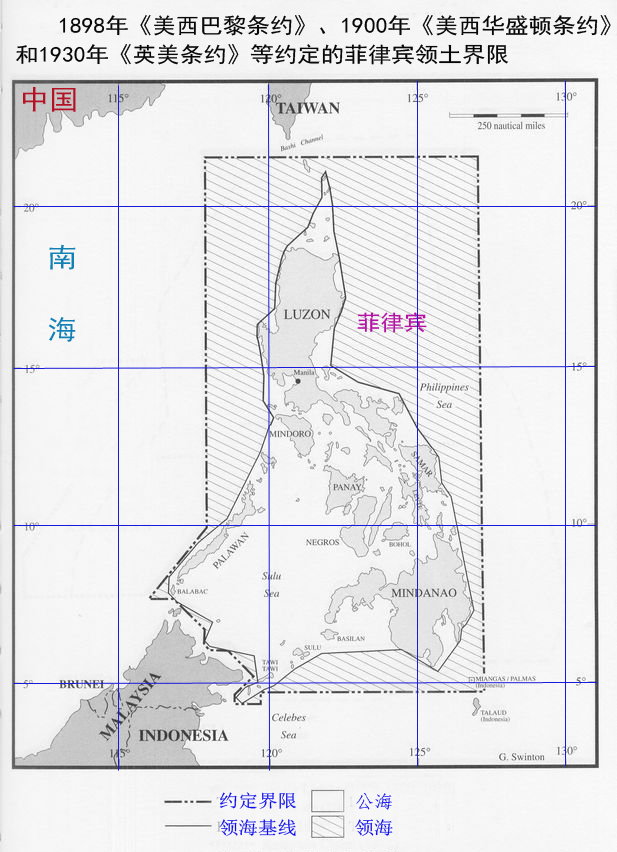 1898年《美西巴黎条约》、1900年《美西华盛顿条约》
和1930年《英美条约》等约定的菲律宾领土界限
中国
115°
120°
125°
130°
TAIWAN
250 nautical miles
Bashi Channel
20°
20°
南
海
LUZON
菲律宾
15°
15°
Manila
Philippines
Sea
MINDORO
SAMAR
PANAY
LEYTE
10°
10°
NEGROS
BOHOL
PALAWAN
Sulu
Sea
BALABAC
MINDANAO
BASILAN
SULU
TAWI
TAWI
BRUNEI
5°
5°
MIANGAS / PALMAS
(Indonesia)
MALAYSIA
TALAUD
(Indonesia)
Celebes
Sea
INDONESIA
115°
120°
125°
130°
G. Swinton
约定界限
公海
领海基线
领海